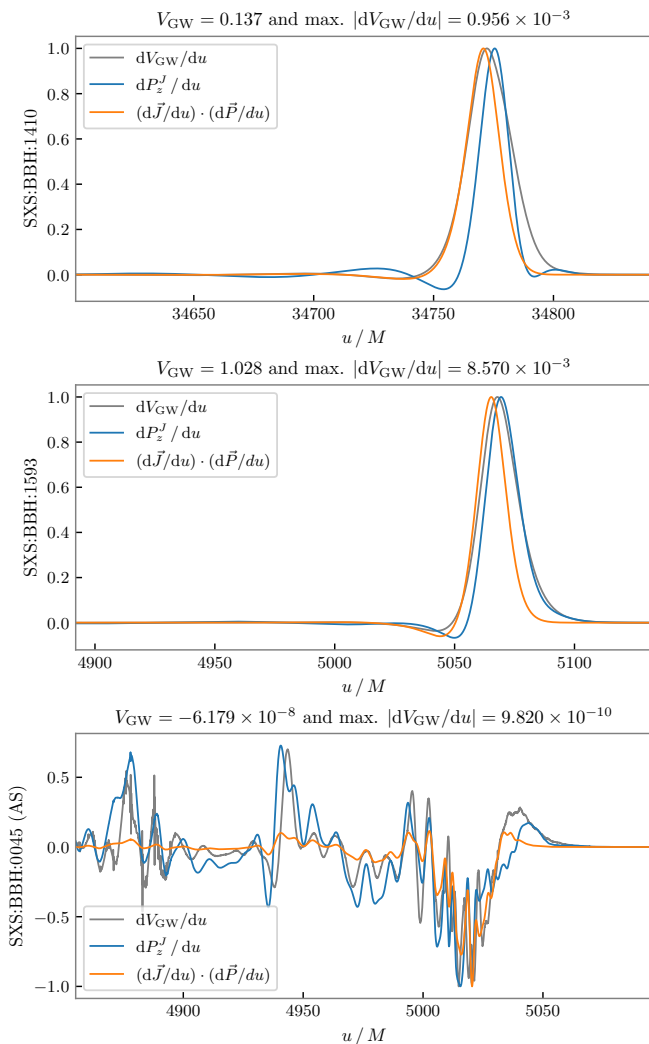 V_GW = 0.137 and max. |dV_GW/du| = 0.956 × 10⁻³
SXS:BBH:1410
1.0
0.8
0.6
0.4
0.2
0.0
dV_GW/du
dP_z^J / du
(dJ⃗/du) · (dP⃗/du)
34650
34700
34750
34800
u / M
V_GW = 1.028 and max. |dV_GW/du| = 8.570 × 10⁻³
SXS:BBH:1593
1.0
0.8
0.6
0.4
0.2
0.0
dV_GW/du
dP_z^J / du
(dJ⃗/du) · (dP⃗/du)
4900
4950
5000
5050
5100
u / M
V_GW = −6.179 × 10⁻⁸ and max. |dV_GW/du| = 9.820 × 10⁻¹⁰
SXS:BBH:0045 (AS)
0.5
0.0
−0.5
−1.0
dV_GW/du
dP_z^J / du
(dJ⃗/du) · (dP⃗/du)
4900
4950
5000
5050
u / M